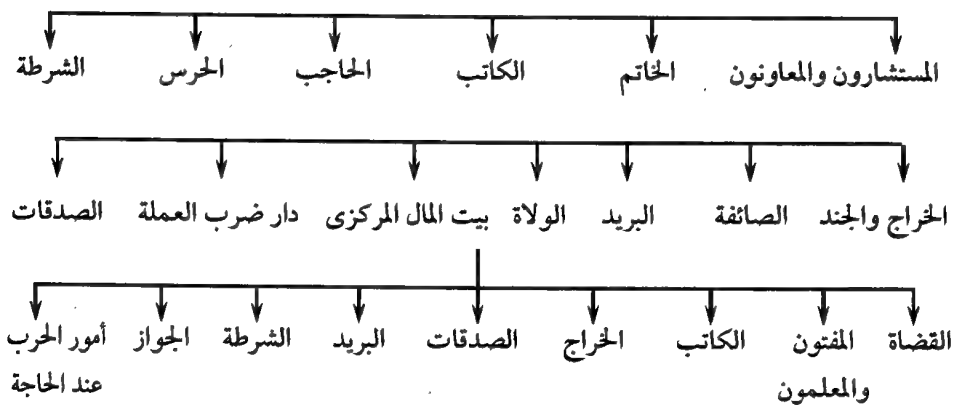 المستشارون والمعاونون الخاتم الكاتب الحاجب الحرس الشرطة
الخراج والجند الصائفة البريد الولاة بيت المال المركزى دار ضرب العملة الصدقات
القضاة المفتون الكاتب الخراج الصدقات البريد الشرطة الجواز أمور الحرب
والمعلمون عند الحاجة